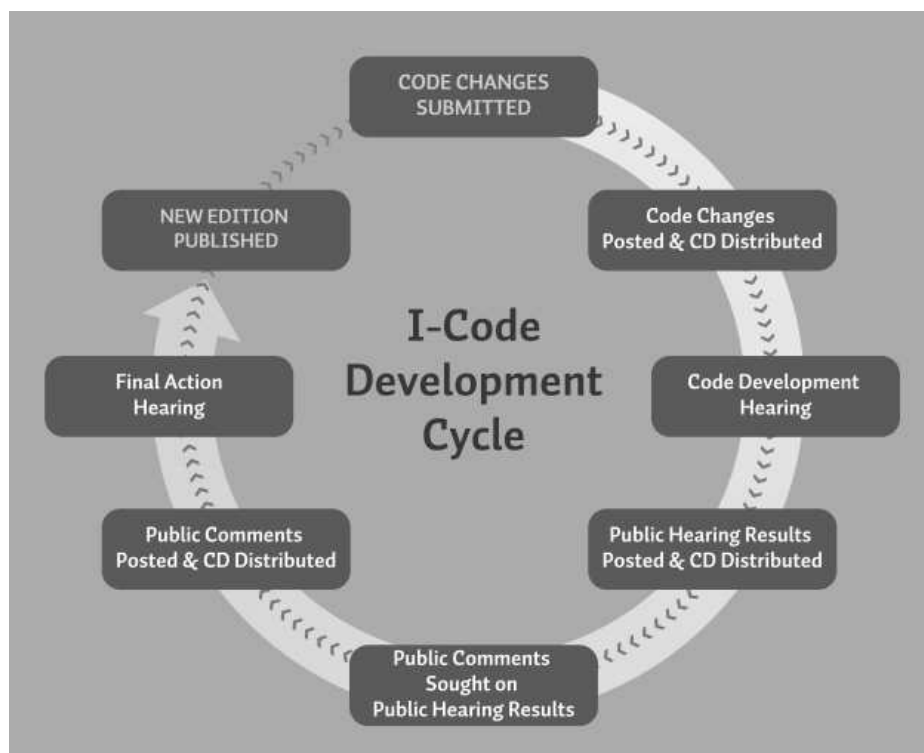 CODE CHANGES
SUBMITTED
Code Changes
Posted & CD Distributed
Code Development
Hearing
Public Hearing Results
Posted & CD Distributed
Public Comments
Sought on
Public Hearing Results
Public Comments
Posted & CD Distributed
Final Action
Hearing
NEW EDITION
PUBLISHED
I-Code
Development
Cycle